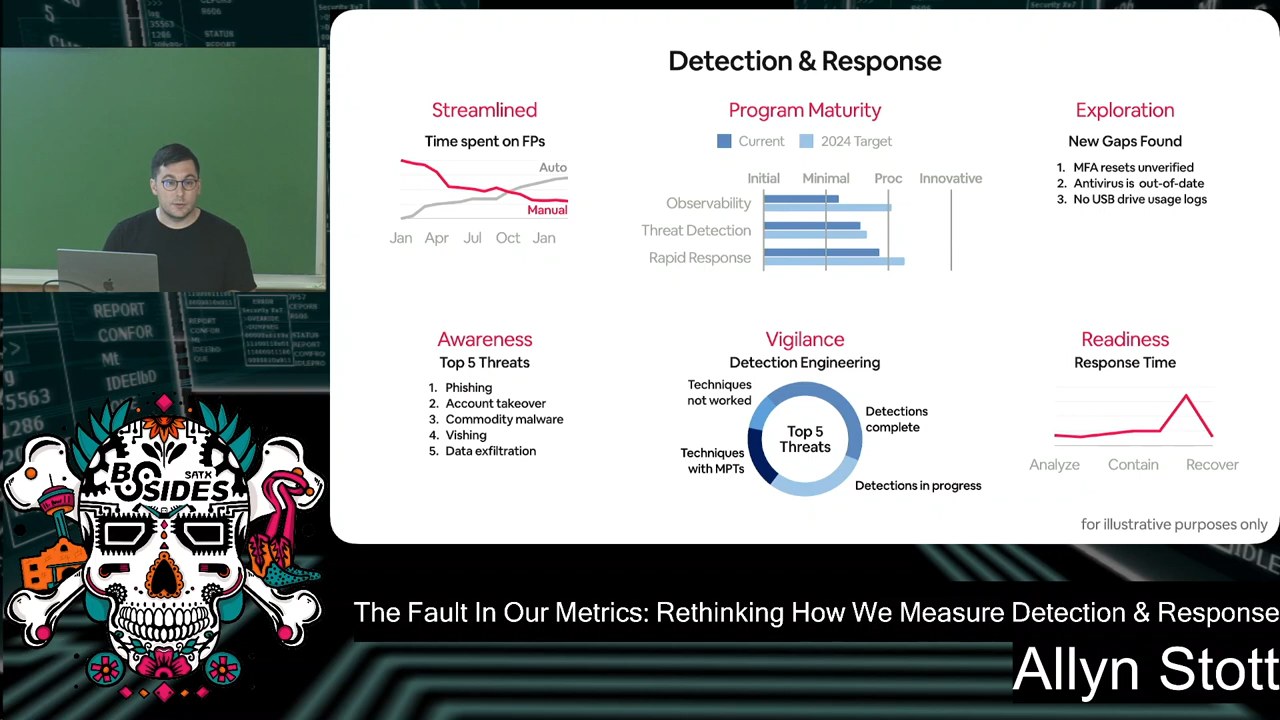 Detection & Response
Streamlined
Time spent on FPs
Auto
Manual
Jan Apr Jul Oct Jan
Program Maturity
Current 2024 Target
Initial Minimal Proc Innovative
Observability
Threat Detection
Rapid Response
Exploration
New Gaps Found
1. MFA resets unverified
2. Antivirus is out-of-date
3. No USB drive usage logs
Awareness
Top 5 Threats
1. Phishing
2. Account takeover
3. Commodity malware
4. Vishing
5. Data exfiltration
Vigilance
Detection Engineering
Techniques
not worked
Detections
complete
Top 5
Threats
Techniques
with MPTs
Detections in progress
Readiness
Response Time
Analyze Contain Recover
for illustrative purposes only
REPORT
CONFOR
Mt
IDEElbD
5563
1286
BSIDES
SATX
The Fault In Our Metrics: Rethinking How We Measure Detection & Response
Allyn Stott